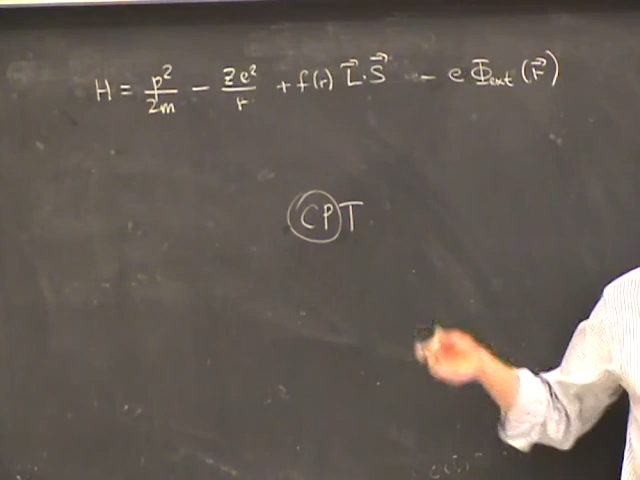 H = p²/2m − Ze²/r + f(r) L⃗·S⃗ − e Φext (r⃗)
CPT